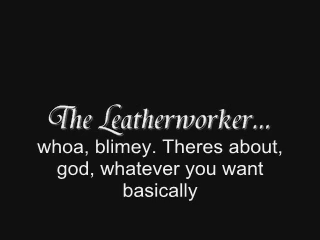 The Leatherworker...
whoa, blimey. Theres about,
god, whatever you want
basically